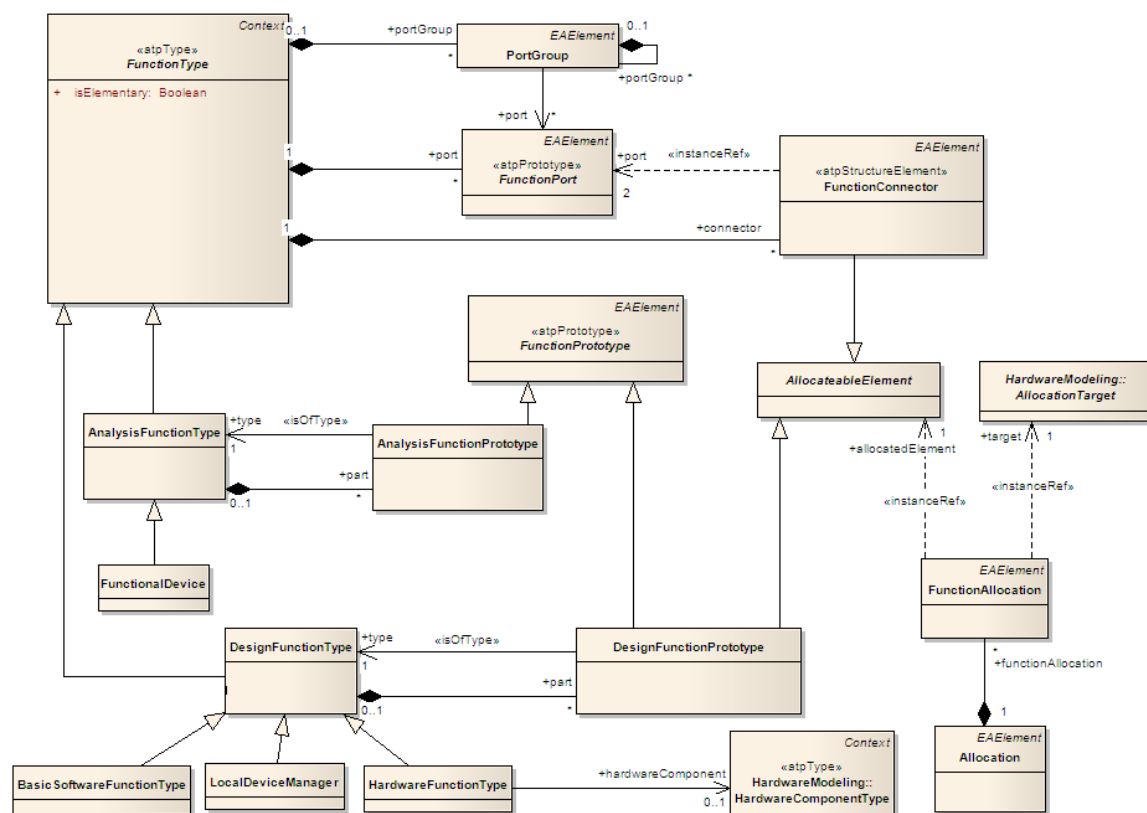 Context
«atpType»
FunctionType
+ isElementary: Boolean
0..1
+portGroup
*
EAElement
PortGroup
0..1
+portGroup *
+port
*
1
+port
*
EAElement
«atpPrototype»
FunctionPort
+port
«instanceRef»
2
EAElement
«atpStructureElement»
FunctionConnector
1
+connector
*
EAElement
«atpPrototype»
FunctionPrototype
AllocateableElement
HardwareModeling::
AllocationTarget
AnalysisFunctionType
+type
«isOfType»
1
AnalysisFunctionPrototype
+part
0..1
*
1
+allocatedElement
+target
1
«instanceRef»
«instanceRef»
FunctionalDevice
EAElement
FunctionAllocation
DesignFunctionType
+type
«isOfType»
1
DesignFunctionPrototype
+part
0..1
*
*
+functionAllocation
1
EAElement
Allocation
BasicSoftwareFunctionType
LocalDeviceManager
HardwareFunctionType
+hardwareComponent
0..1
Context
«atpType»
HardwareModeling::
HardwareComponentType